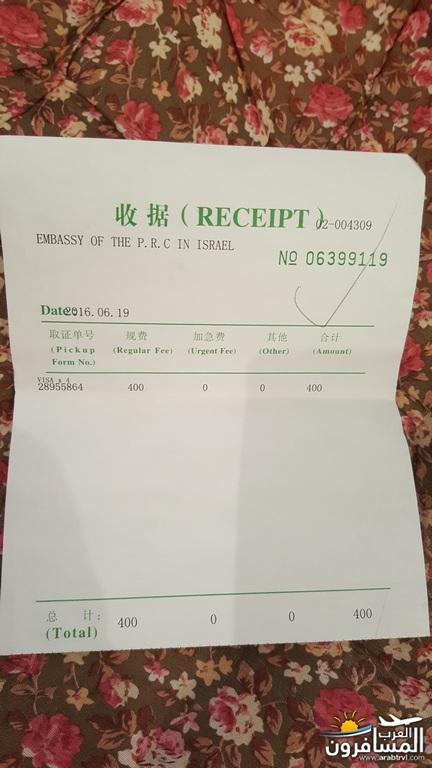 收据（RECEIPT）
02-004309
EMBASSY OF THE P.R.C IN ISRAEL
№ 06399119
Date: 2016.06.19
取证单号 规费 加急费 其他 合计
(Pickup Form No.) (Regular Fee) (Urgent Fee) (Other) (Amount)
VISA x 4
28955864 400 0 0 400
总 计:
(Total) 400 0 0 400
العرب
المسافرون
www.arabtrvl.com